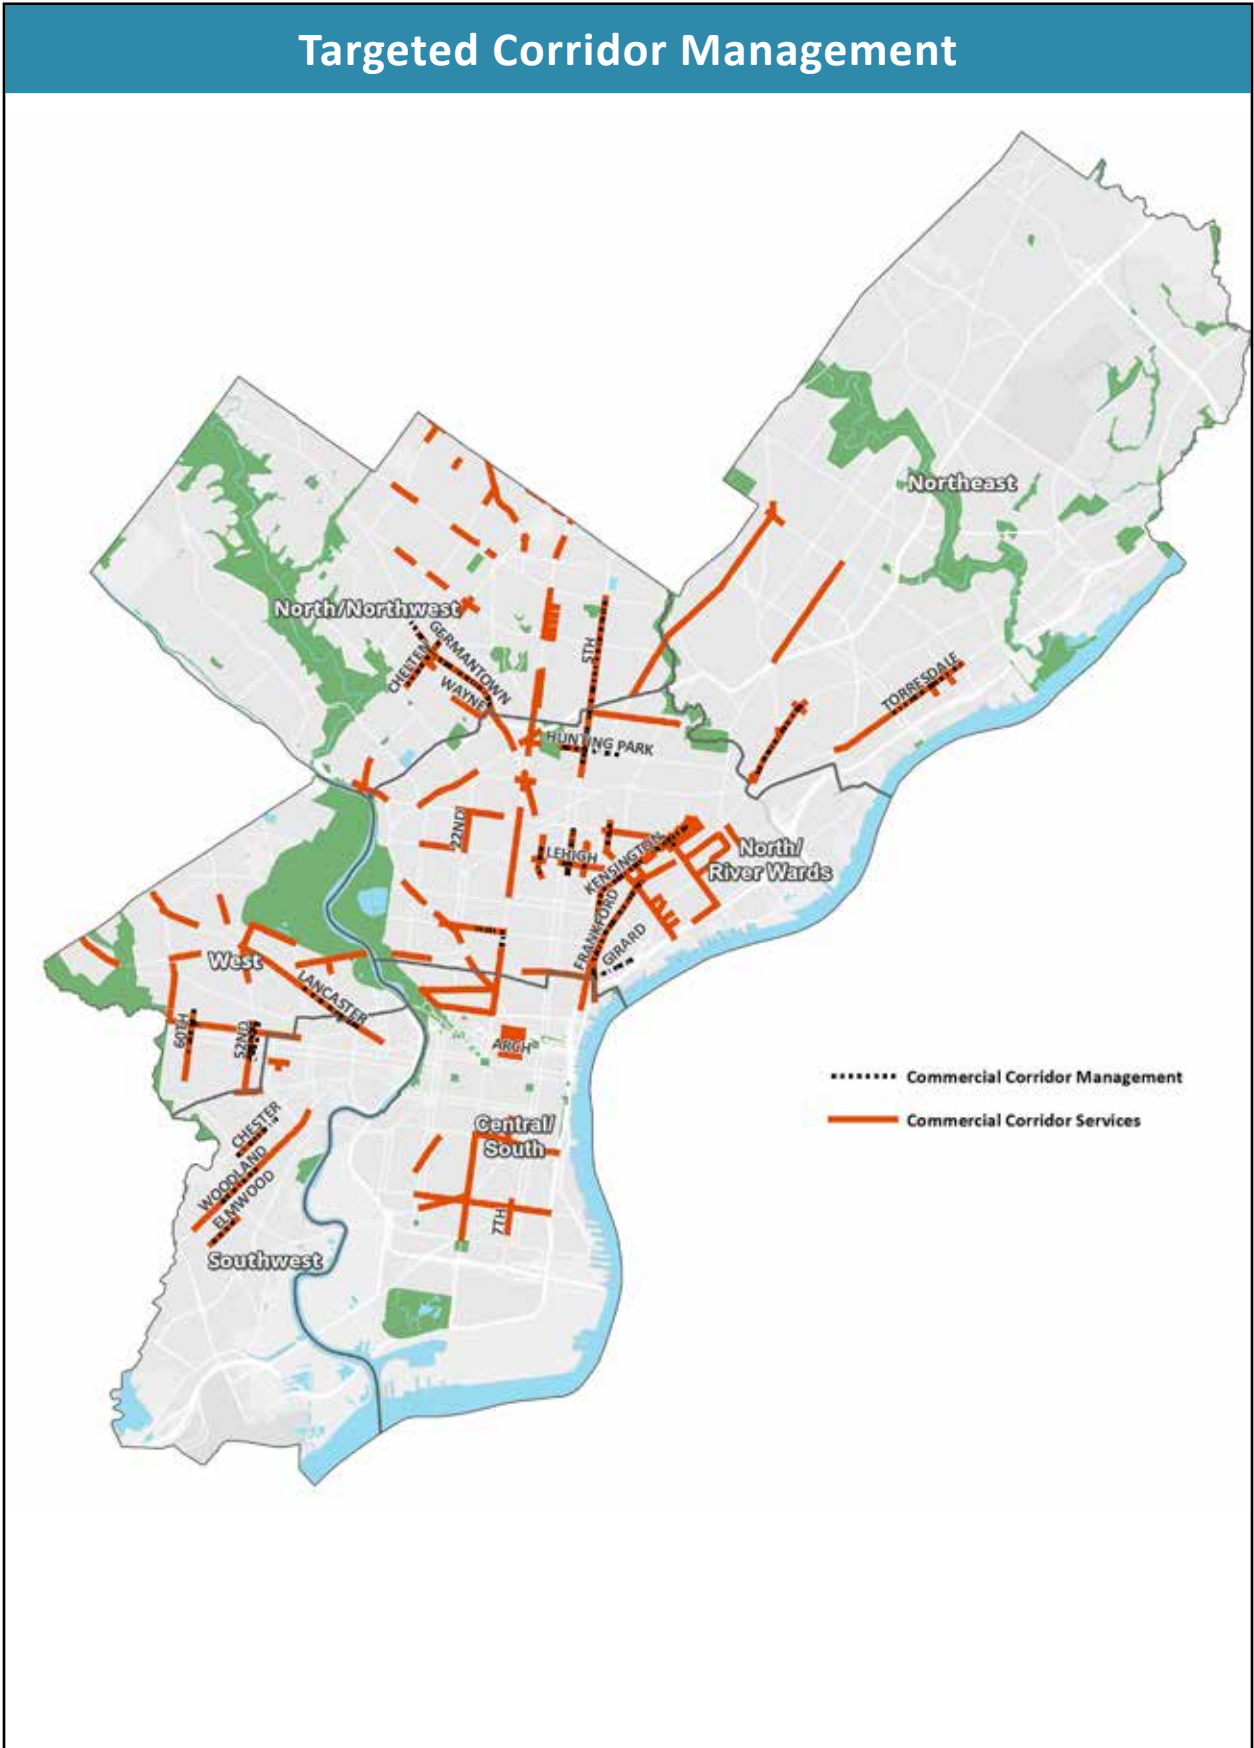 Targeted Corridor Management
Northeast
North/Northwest
GERMANTOWN
CHELTEN
WAYNE
5TH
TORRESDALE
HUNTING PARK
22ND
LEHIGH
KENSINGTON
North/
River Wards
FRANKFORD
GIRARD
West
LANCASTER
60TH
52ND
ARCH
Commercial Corridor Management
Commercial Corridor Services
CHESTER
Central/
South
WOODLAND
ELMWOOD
7TH
Southwest